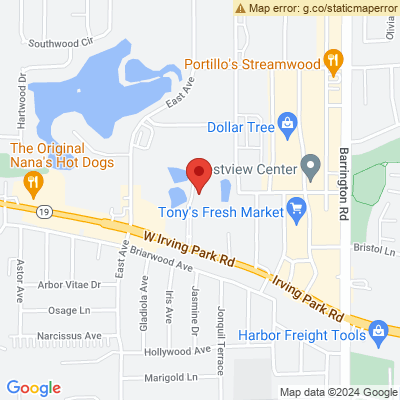 Map error: g.co/staticmaperror
Southwood Cir
Olivia
Hartwood Dr
East Ave
Portillo's Streamwood
Dollar Tree
The Original
Nana's Hot Dogs
stview Center
Barrington Rd
Tony's Fresh Market
19
W Irving Park Rd
Bristol Ln
East Ave
Briarwood Ave
Astor Ave
Arbor Vitae Dr
Irving Park Rd
Gladiola Ave
Iris Ave
Jasmine Dr
Jonquil Terrace
Osage Ln
Narcissus Ave
Harbor Freight Tools
Hollywood Ave
Marigold Ln
Google
Map data ©2024 Google